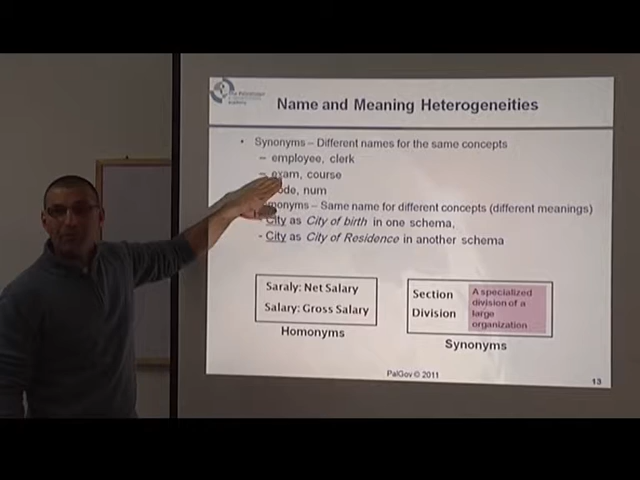 Name and Meaning Heterogeneities
• Synonyms – Different names for the same concepts
– employee, clerk
– exam, course
num
– Same name for different concepts (different meanings)
- City as City of birth in one schema,
- City as City of Residence in another schema
Saraly: Net Salary
Salary: Gross Salary
Homonyms
Section
Division
A specialized
division of a
large
organization
Synonyms
PalGov © 2011
13